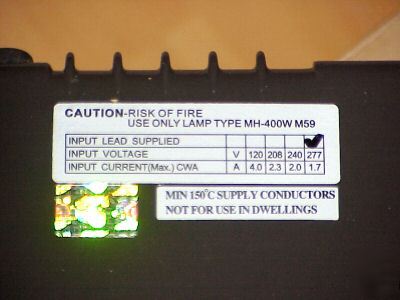 CAUTION-RISK OF FIRE
USE ONLY LAMP TYPE MH-400W M59
INPUT LEAD SUPPLIED ✓
INPUT VOLTAGE V 120 208 240 277
INPUT CURRENT(Max.) CWA A 4.0 2.3 2.0 1.7
MIN 150°C SUPPLY CONDUCTORS
NOT FOR USE IN DWELLINGS